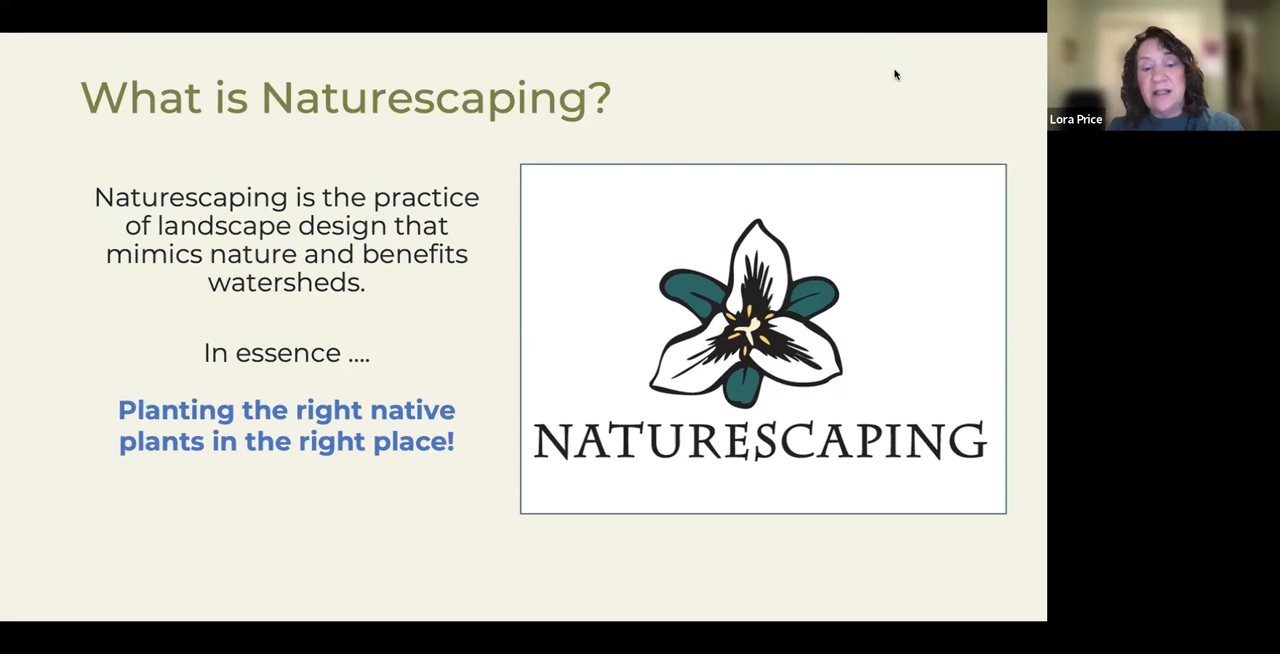 What is Naturescaping?
Naturescaping is the practice
of landscape design that
mimics nature and benefits
watersheds.
In essence ....
Planting the right native
plants in the right place!
NATURESCAPING
Lora Price